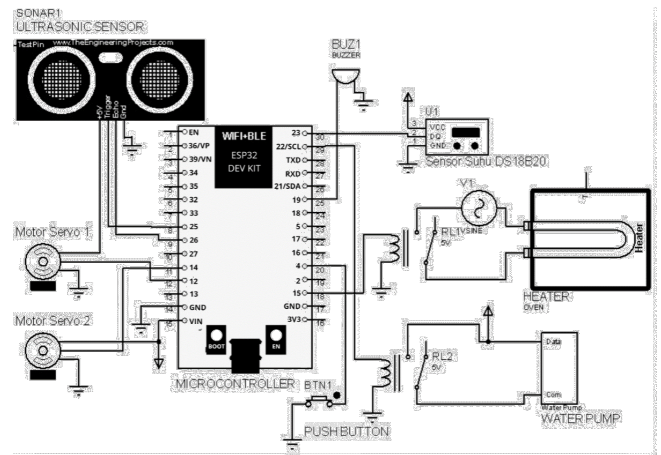 SONAR1
ULTRASONIC SENSOR
TestPin www.TheEngineeringProjects.com
+5V
Trigger
Echo
Gnd
BUZ1
BUZZER
WIFI+BLE
ESP32
DEV KIT
EN
36/VP
39/VN
34
35
32
33
25
26
27
14
12
13
GND
VIN
23
22/SCL
TXD
RXD
21/SDA
19
18
5
17
16
4
2
15
GND
3V3
BOOT
EN
MICROCONTROLLER
U1
3
2
1
VCC
DQ
GND
Sensor Suhu DS18B20
Motor Servo 1
Motor Servo 2
V1
VSINE
RL1
5V
Heater
HEATER
OVEN
RL2
5V
Data
Com
Water Pump
WATER PUMP
BTN1
PUSH BUTTON